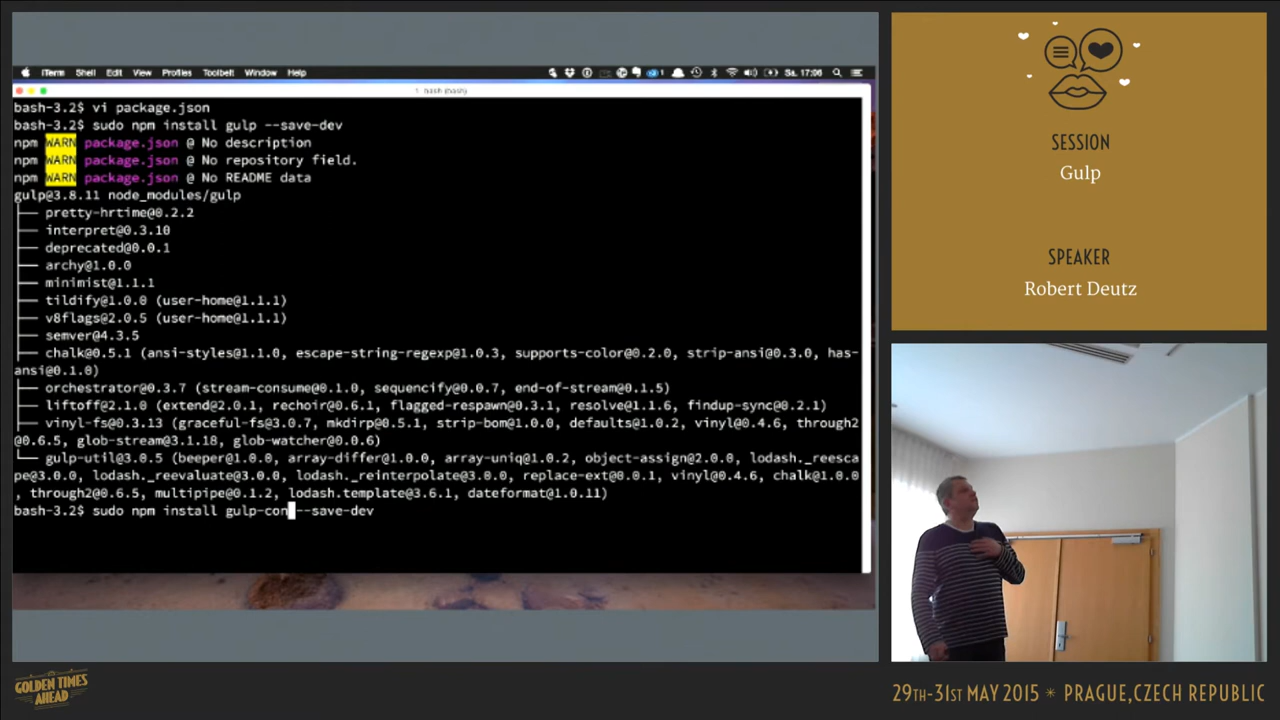 iTerm Shell Edit View Profiles Toolbelt Window Help
Sa. 17:06
1. bash (bash)
bash-3.2$ vi package.json
bash-3.2$ sudo npm install gulp --save-dev
npm WARN package.json @ No description
npm WARN package.json @ No repository field.
npm WARN package.json @ No README data
gulp@3.8.11 node_modules/gulp
├── pretty-hrtime@0.2.2
├── interpret@0.3.10
├── deprecated@0.0.1
├── archy@1.0.0
├── minimist@1.1.1
├── tildify@1.0.0 (user-home@1.1.1)
├── v8flags@2.0.5 (user-home@1.1.1)
├── semver@4.3.5
├── chalk@0.5.1 (ansi-styles@1.1.0, escape-string-regexp@1.0.3, supports-color@0.2.0, strip-ansi@0.3.0, has-
ansi@0.1.0)
├── orchestrator@0.3.7 (stream-consume@0.1.0, sequencify@0.0.7, end-of-stream@0.1.5)
├── liftoff@2.1.0 (extend@2.0.1, rechoir@0.6.1, flagged-respawn@0.3.1, resolve@1.1.6, findup-sync@0.2.1)
├── vinyl-fs@0.3.13 (graceful-fs@3.0.7, mkdirp@0.5.1, strip-bom@1.0.0, defaults@1.0.2, vinyl@0.4.6, through2
@0.6.5, glob-stream@3.1.18, glob-watcher@0.0.6)
└── gulp-util@3.0.5 (beeper@1.0.0, array-differ@1.0.0, array-uniq@1.0.2, object-assign@2.0.0, lodash._reesca
pe@3.0.0, lodash._reevaluate@3.0.0, lodash._reinterpolate@3.0.0, replace-ext@0.0.1, vinyl@0.4.6, chalk@1.0.0
, through2@0.6.5, multipipe@0.1.2, lodash.template@3.6.1, dateformat@1.0.11)
bash-3.2$ sudo npm install gulp-con --save-dev
SESSION
Gulp
SPEAKER
Robert Deutz
GOLDEN TIMES
AHEAD
29TH-31ST MAY 2015 * PRAGUE,CZECH REPUBLIC